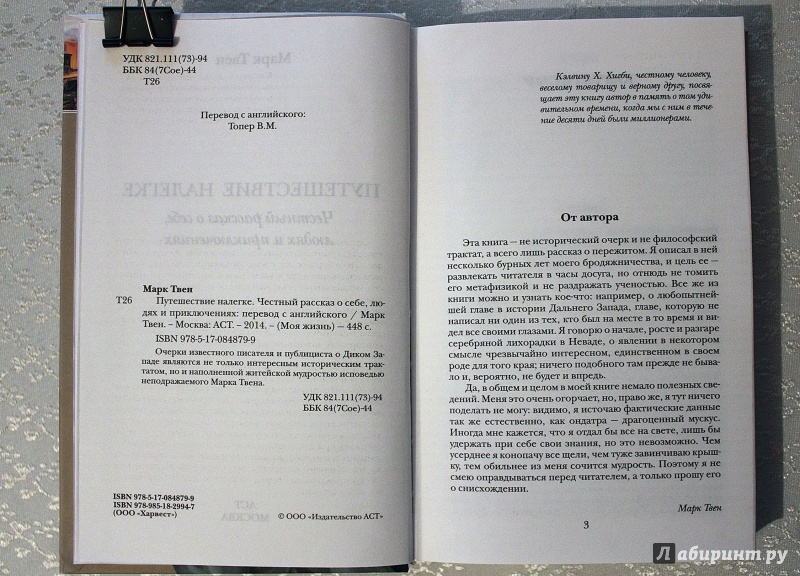 УДК 821.111(73)-94
ББК 84(7Сое)-44
Т26
Перевод с английского:
Топер В.М.
Марк Твен
Т26 Путешествие налегке. Честный рассказ о себе, лю-
дях и приключениях: перевод с английского / Марк
Твен. – Москва: АСТ. – 2014. – (Моя жизнь) — 448 с.
ISBN 978-5-17-084879-9
Очерки известного писателя и публициста о Диком За-
паде являются не только интересным историческим трак-
татом, но и наполненной житейской мудростью исповедью
неподражаемого Марка Твена.
УДК 821.111(73)-94
ББК 84(7Сое)-44
ISBN 978-5-17-084879-9
ISBN 978-985-18-2994-7
(ООО «Харвест»)
© ООО «Издательство АСТ»
Кэлвину Х. Хигби, честному человеку,
веселому товарищу и верному другу, посвя-
щает эту книгу автор в память о том уди-
вительном времени, когда мы с ним в тече-
ние десяти дней были миллионерами.
От автора
Эта книга — не исторический очерк и не философский
трактат, а всего лишь рассказ о пережитом. Я описал в ней
несколько бурных лет моего бродяжничества, и цель ее —
развлекать читателя в часы досуга, но отнюдь не томить
его метафизикой и не раздражать ученостью. Все же из
книги можно и узнать кое-что: например, о любопытней-
шей главе в истории Дальнего Запада, главе, которую не
написал ни один из тех, кто был на месте в то время и ви-
дел все своими глазами. Я говорю о начале, росте и разгаре
серебряной лихорадки в Неваде, о явлении в некотором
смысле чрезвычайно интересном, единственном в своем
роде для того края; ничего подобного там прежде не быва-
ло и, вероятно, не будет и впредь.
Да, в общем и целом в моей книге немало полезных све-
дений. Меня это очень огорчает, но, право же, я тут ничего
поделать не могу: видимо, я источаю фактические данные
так же естественно, как ондатра — драгоценный мускус.
Иногда мне кажется, что я отдал бы все на свете, лишь бы
удержать при себе свои знания, но это невозможно. Чем
усерднее я конопачу все щели, чем туже завинчиваю крыш-
ку, тем обильнее из меня сочится мудрость. Поэтому я не
смею оправдываться перед читателем, а только прошу его
о снисхождении.
Марк Твен
3
Лабиринт.ру